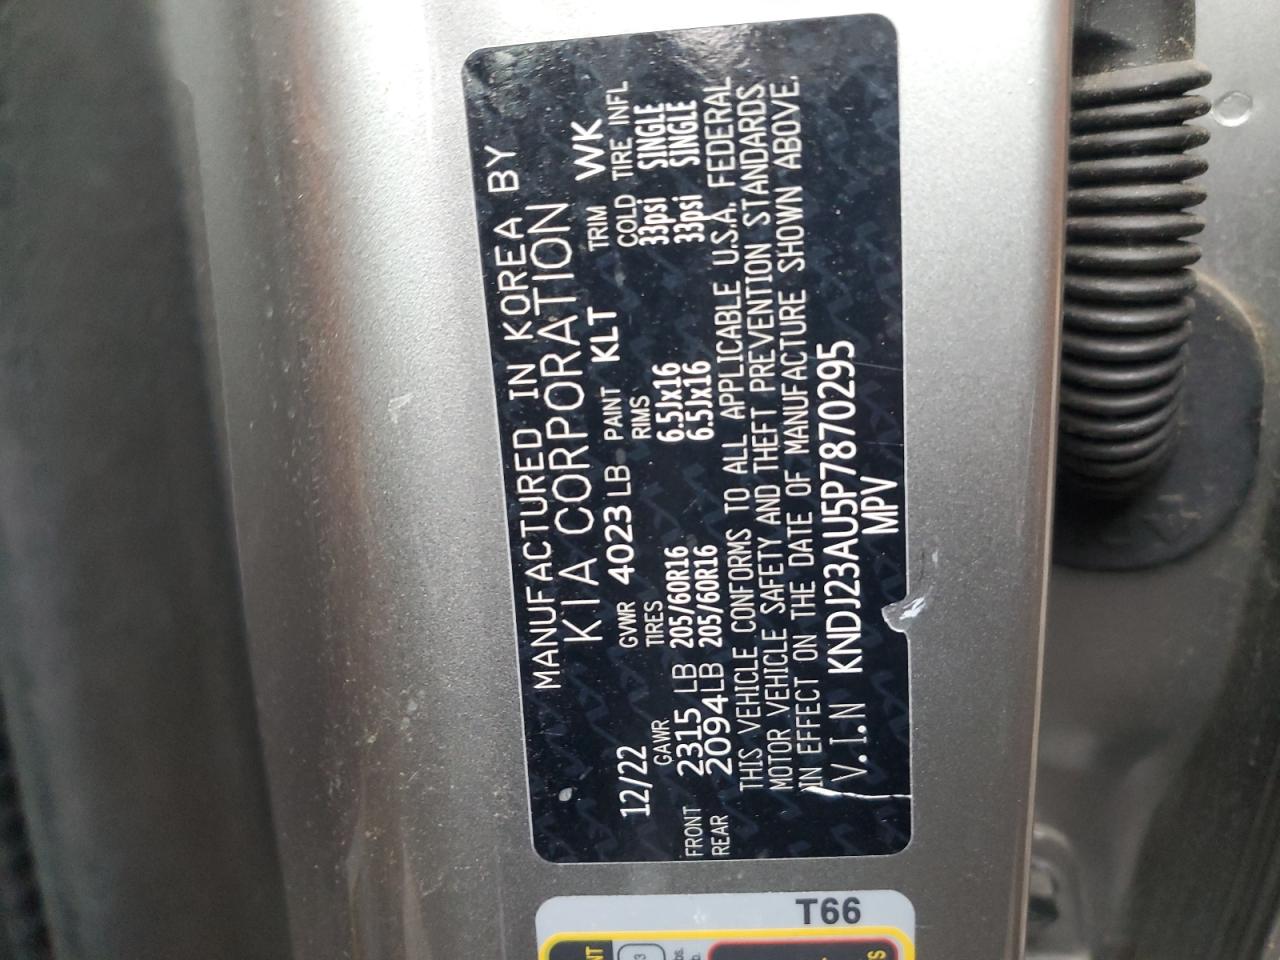 MANUFACTURED IN KOREA BY
KIA CORPORATION
12/22 GVWR 4023 LB PAINT KLT TRIM WK
GAWR TIRES RIMS COLD TIRE INFL
FRONT 2315 LB 205/60R16 6.5Jx16 33psi SINGLE
REAR 2094 LB 205/60R16 6.5Jx16 33psi SINGLE
THIS VEHICLE CONFORMS TO ALL APPLICABLE U.S.A. FEDERAL
MOTOR VEHICLE SAFETY AND THEFT PREVENTION STANDARDS
IN EFFECT ON THE DATE OF MANUFACTURE SHOWN ABOVE.
V.I.N KNDJ23AU5P7870295
MPV
T66